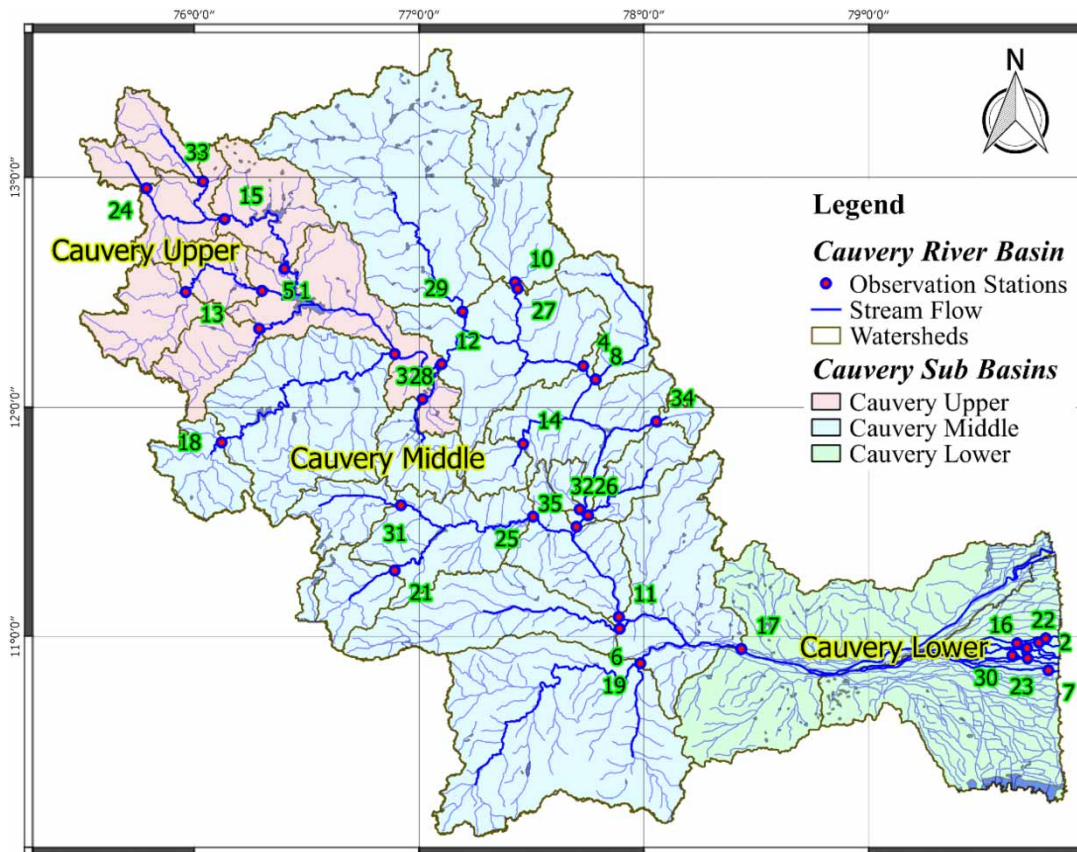 76°0'0" 77°0'0" 78°0'0" 79°0'0"
N
13°0'0"
33
15
24
Cauvery Upper
Legend
Cauvery River Basin
Observation Stations
Stream Flow
Watersheds
Cauvery Sub Basins
Cauvery Upper
Cauvery Middle
Cauvery Lower
10
51
29
27
13
12
4
8
328
12°0'0"
34
14
18
Cauvery Middle
3226
35
31
25
21
11
11°0'0"
17
16
22
Cauvery Lower
2
6
19
30
23
7